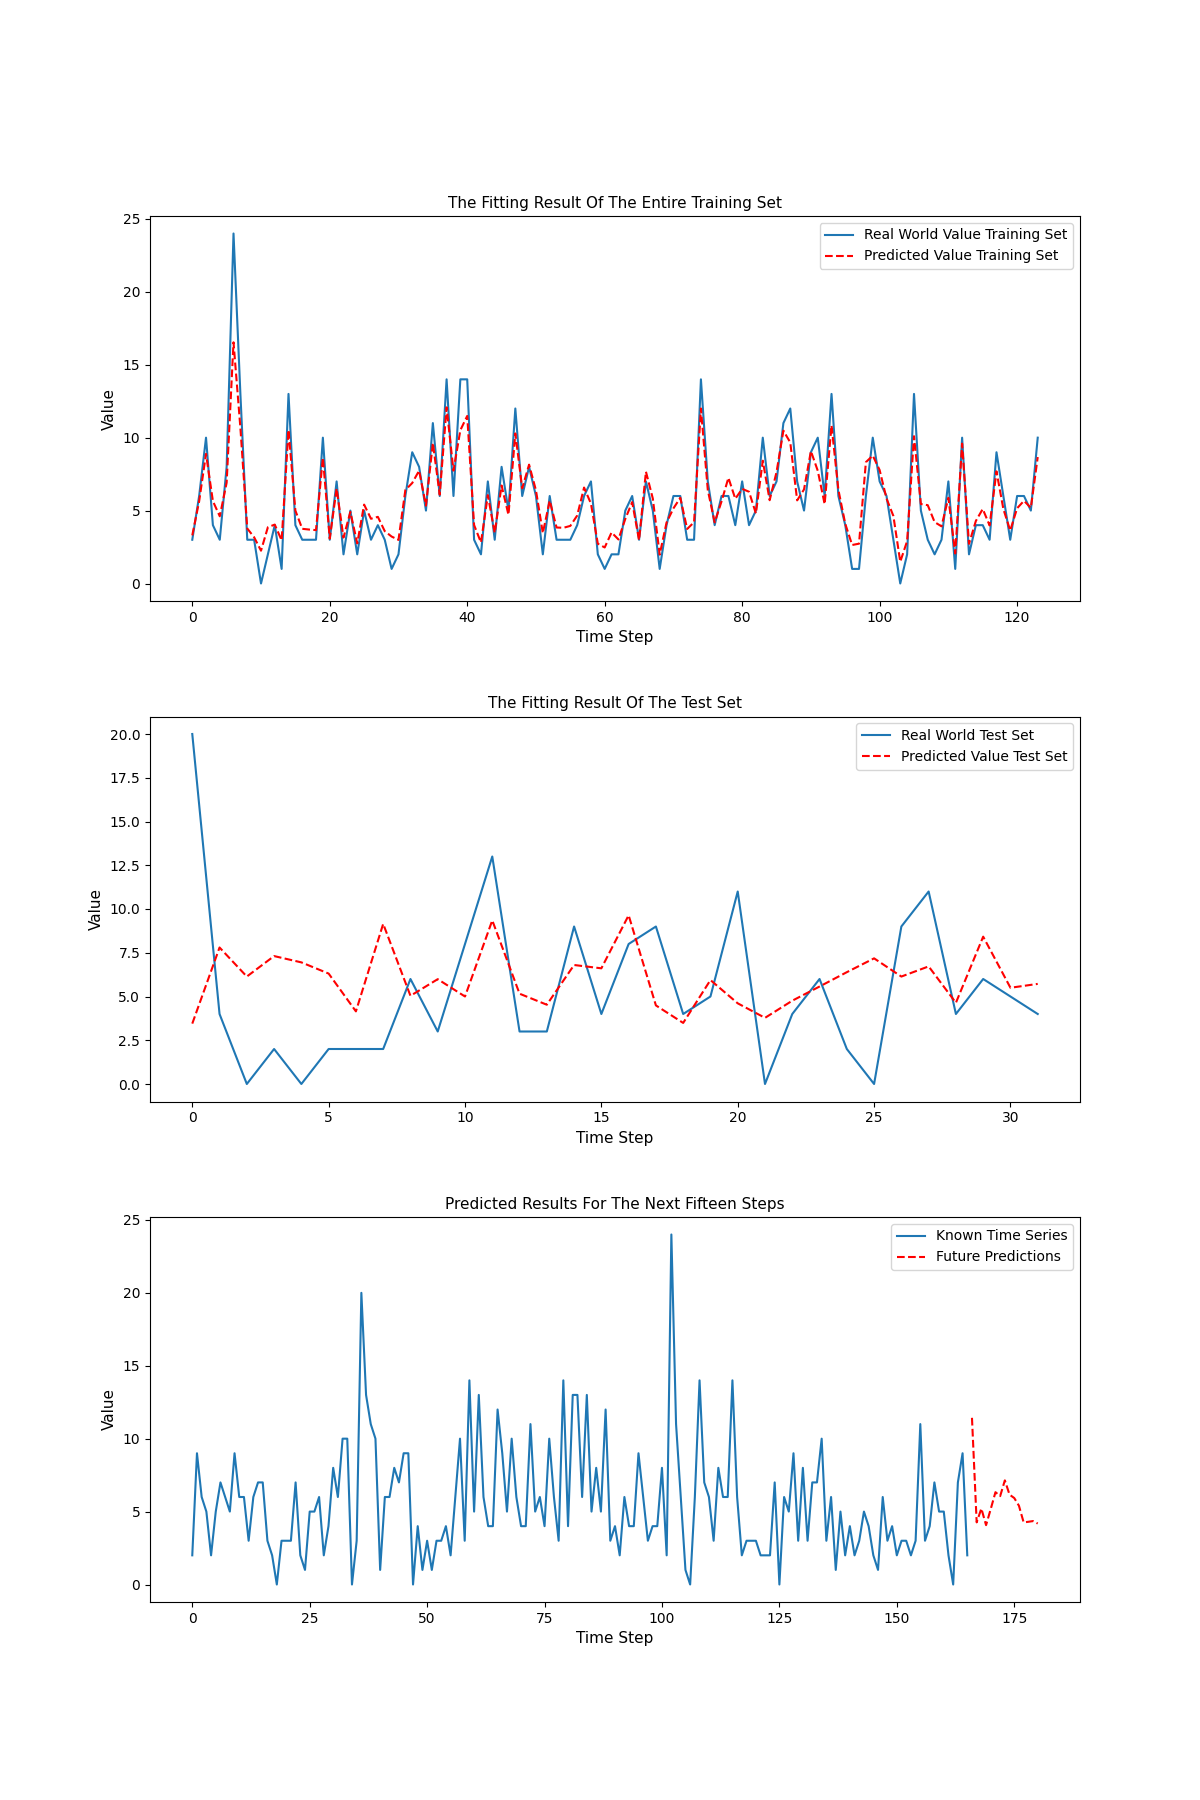 The Fitting Result Of The Entire Training Set
25
20
15
10
5
0
Value
Real World Value Training Set
Predicted Value Training Set
0 20 40 60 80 100 120
Time Step
The Fitting Result Of The Test Set
20.0
17.5
15.0
12.5
10.0
7.5
5.0
2.5
0.0
Value
Real World Test Set
Predicted Value Test Set
0 5 10 15 20 25 30
Time Step
Predicted Results For The Next Fifteen Steps
25
20
15
10
5
0
Value
Known Time Series
Future Predictions
0 25 50 75 100 125 150 175
Time Step